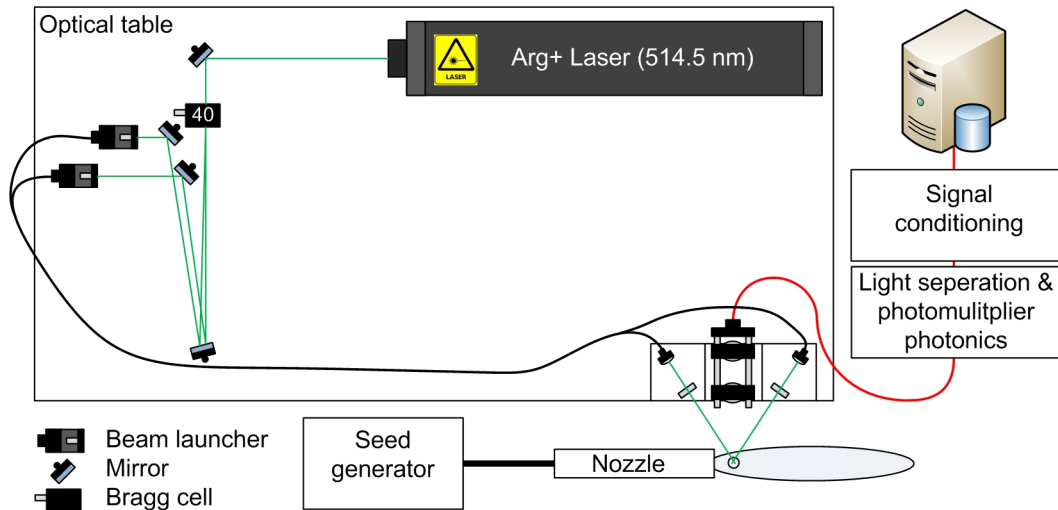 Optical table
LASER
Arg+ Laser (514.5 nm)
40
Signal
conditioning
Light seperation &
photomulitplier
photonics
Beam launcher
Mirror
Bragg cell
Seed
generator
Nozzle